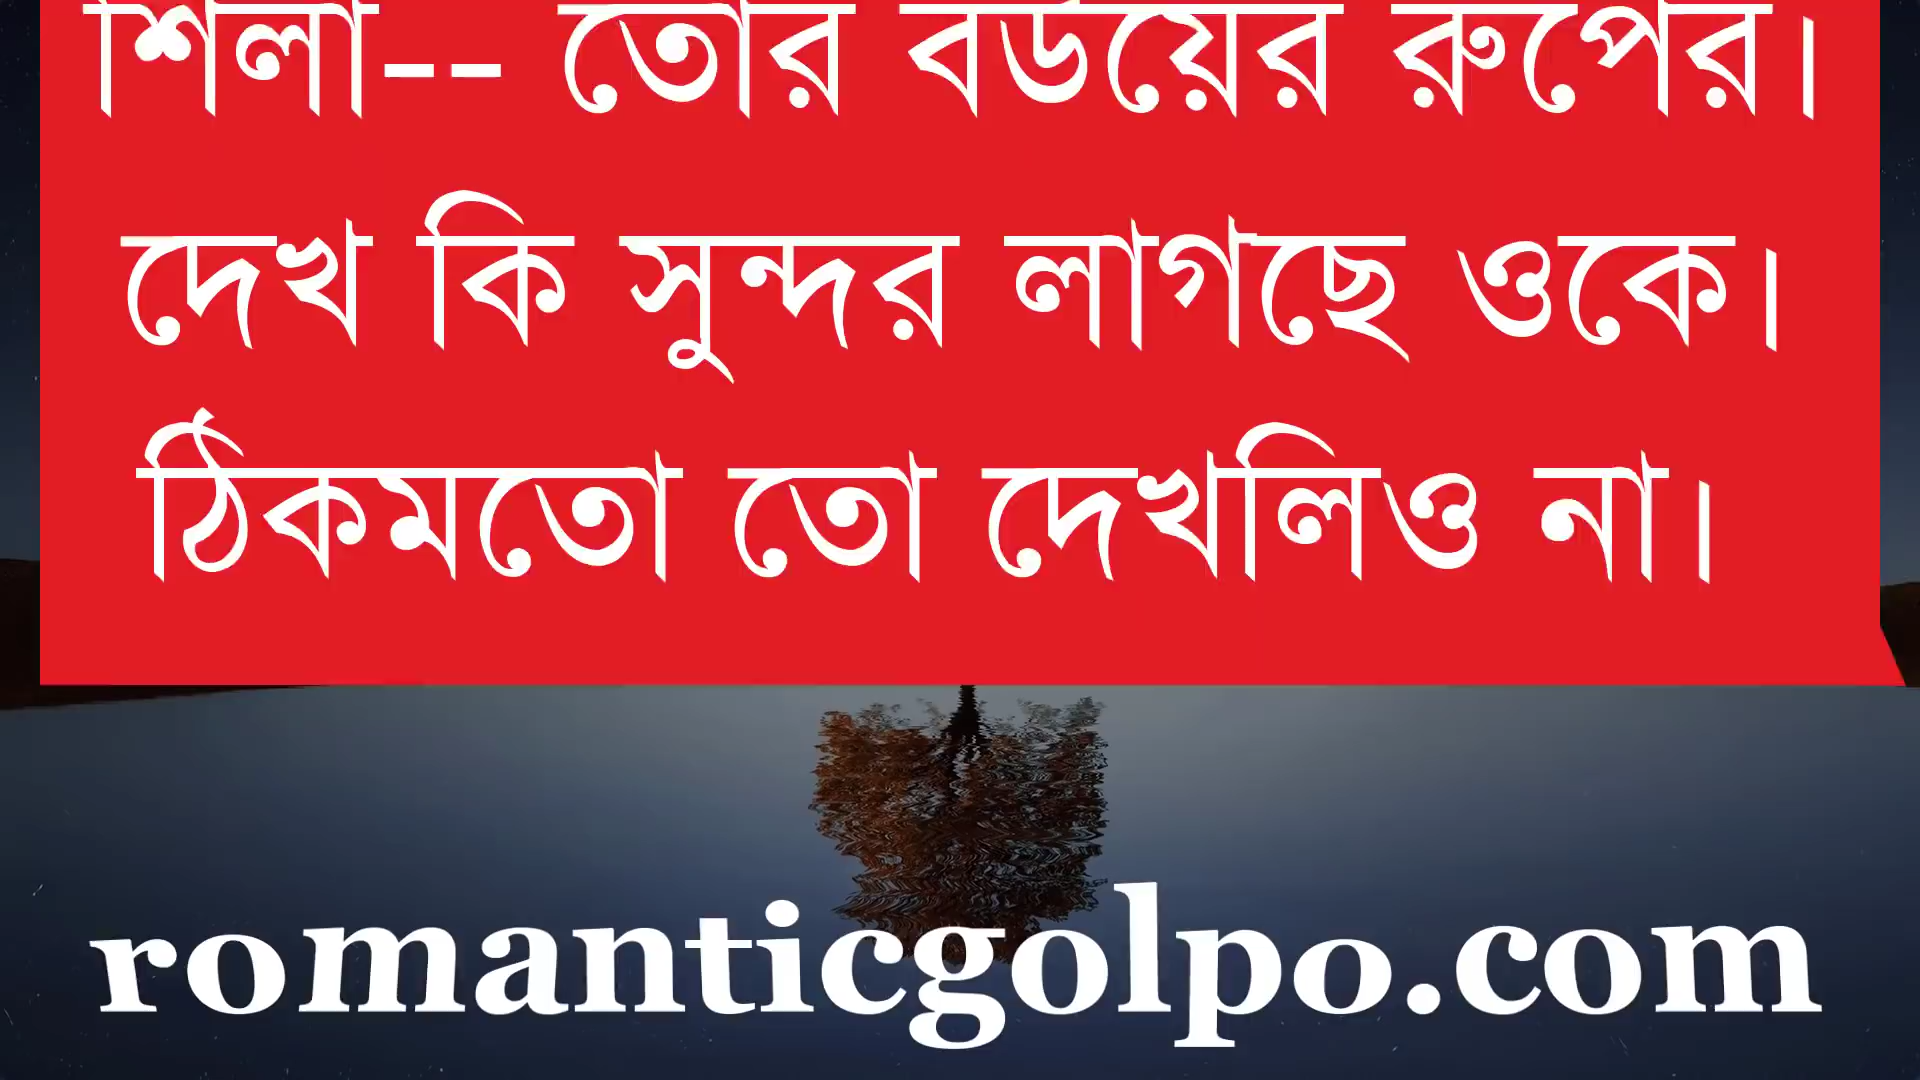 শিলা-- তোর বউয়ের রুপের।
দেখ কি সুন্দর লাগছে ওকে।
ঠিকমতো তো দেখলিও না।
romanticgolpo.com